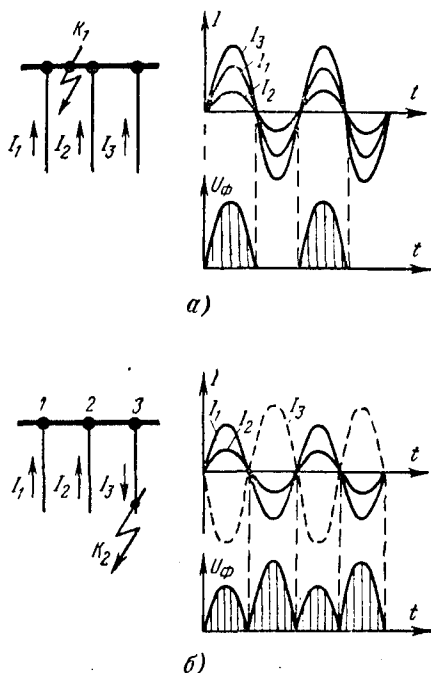 K₁
I₁ I₂ I₃
I
I₃
I₁
I₂
t
Uф
t
а)
1 2 3
I₁ I₂ I₃
K₂
I
I₁ I₂ I₃
t
Uф
t
б)